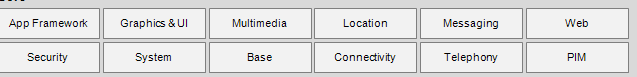 App Framework
Graphics & UI
Multimedia
Location
Messaging
Web
Security
System
Base
Connectivity
Telephony
PIM